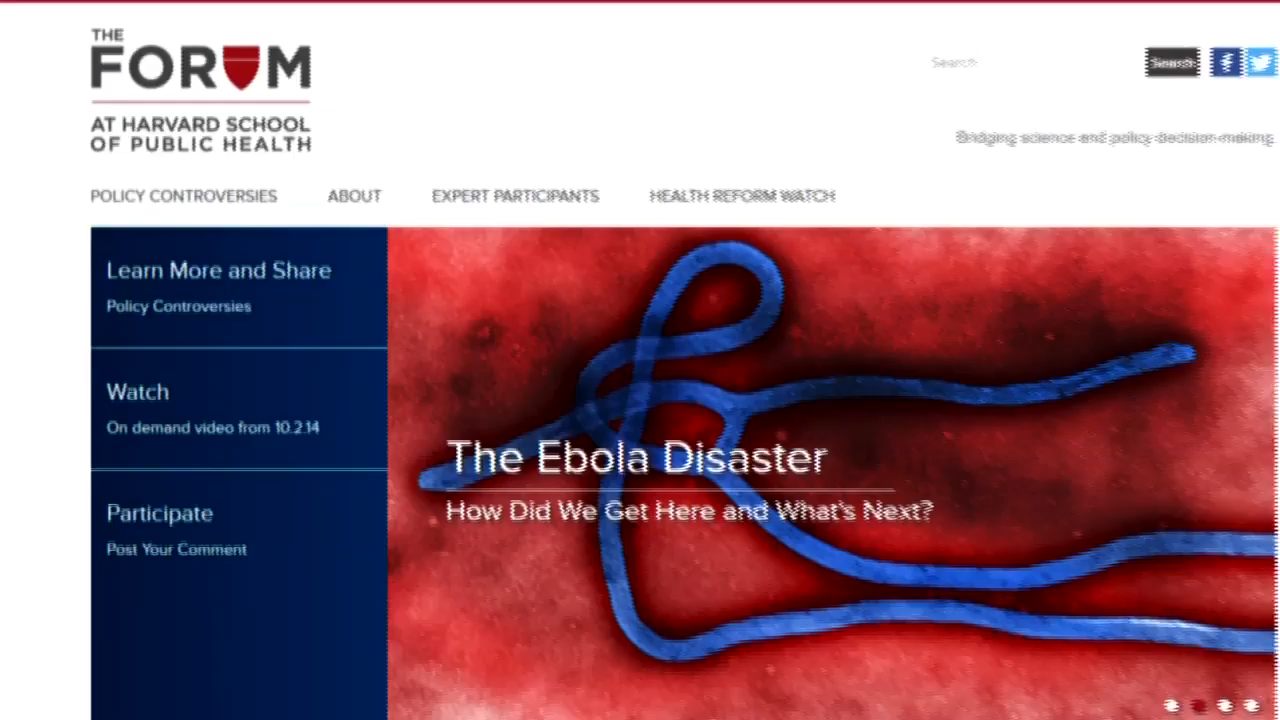 THE
FORUM
AT HARVARD SCHOOL
OF PUBLIC HEALTH
Search
Search
Bridging science and policy decision-making
POLICY CONTROVERSIES
ABOUT
EXPERT PARTICIPANTS
HEALTH REFORM WATCH
Learn More and Share
Policy Controversies
Watch
On demand video from 10.2.14
Participate
Post Your Comment
The Ebola Disaster
How Did We Get Here and What's Next?